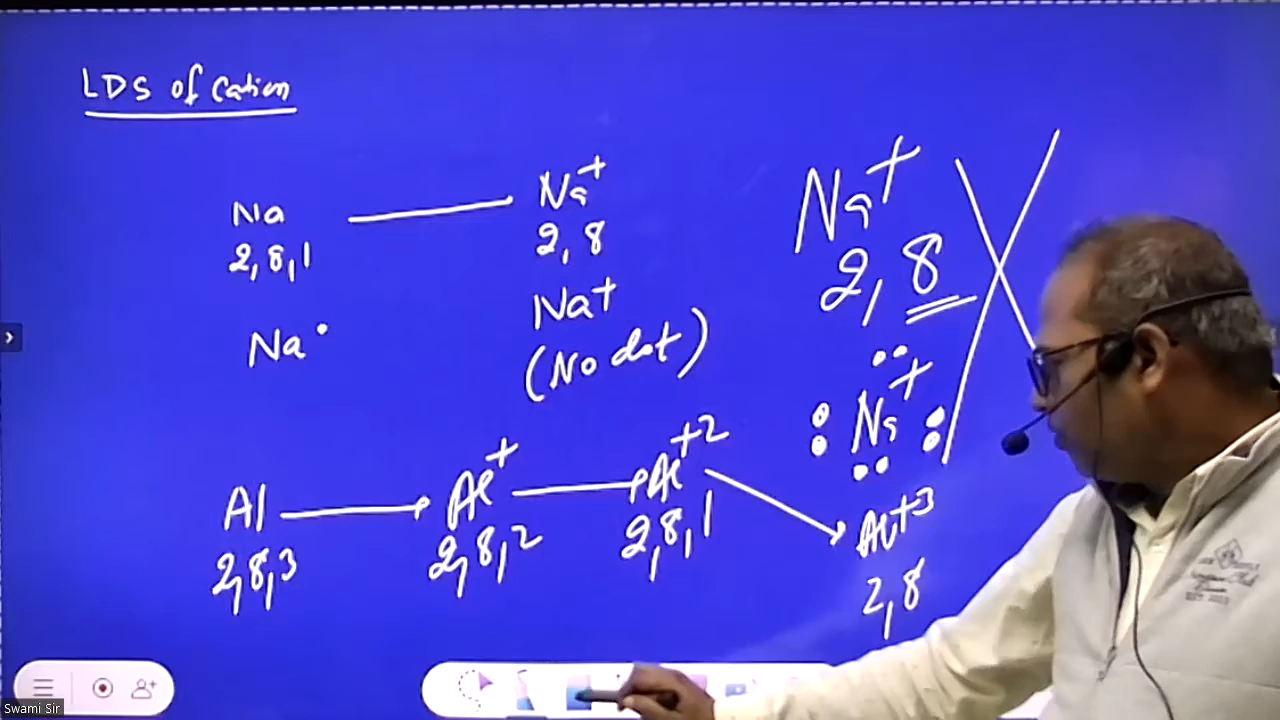 LDS of Cation
Na
2,8,1
Na+
2,8
Na
Na+
(No dot)
Na+
2,8
Na+
Al
2,8,3
Al+
2,8,2
Al+2
2,8,1
Al+3
2,8
Swami Sir